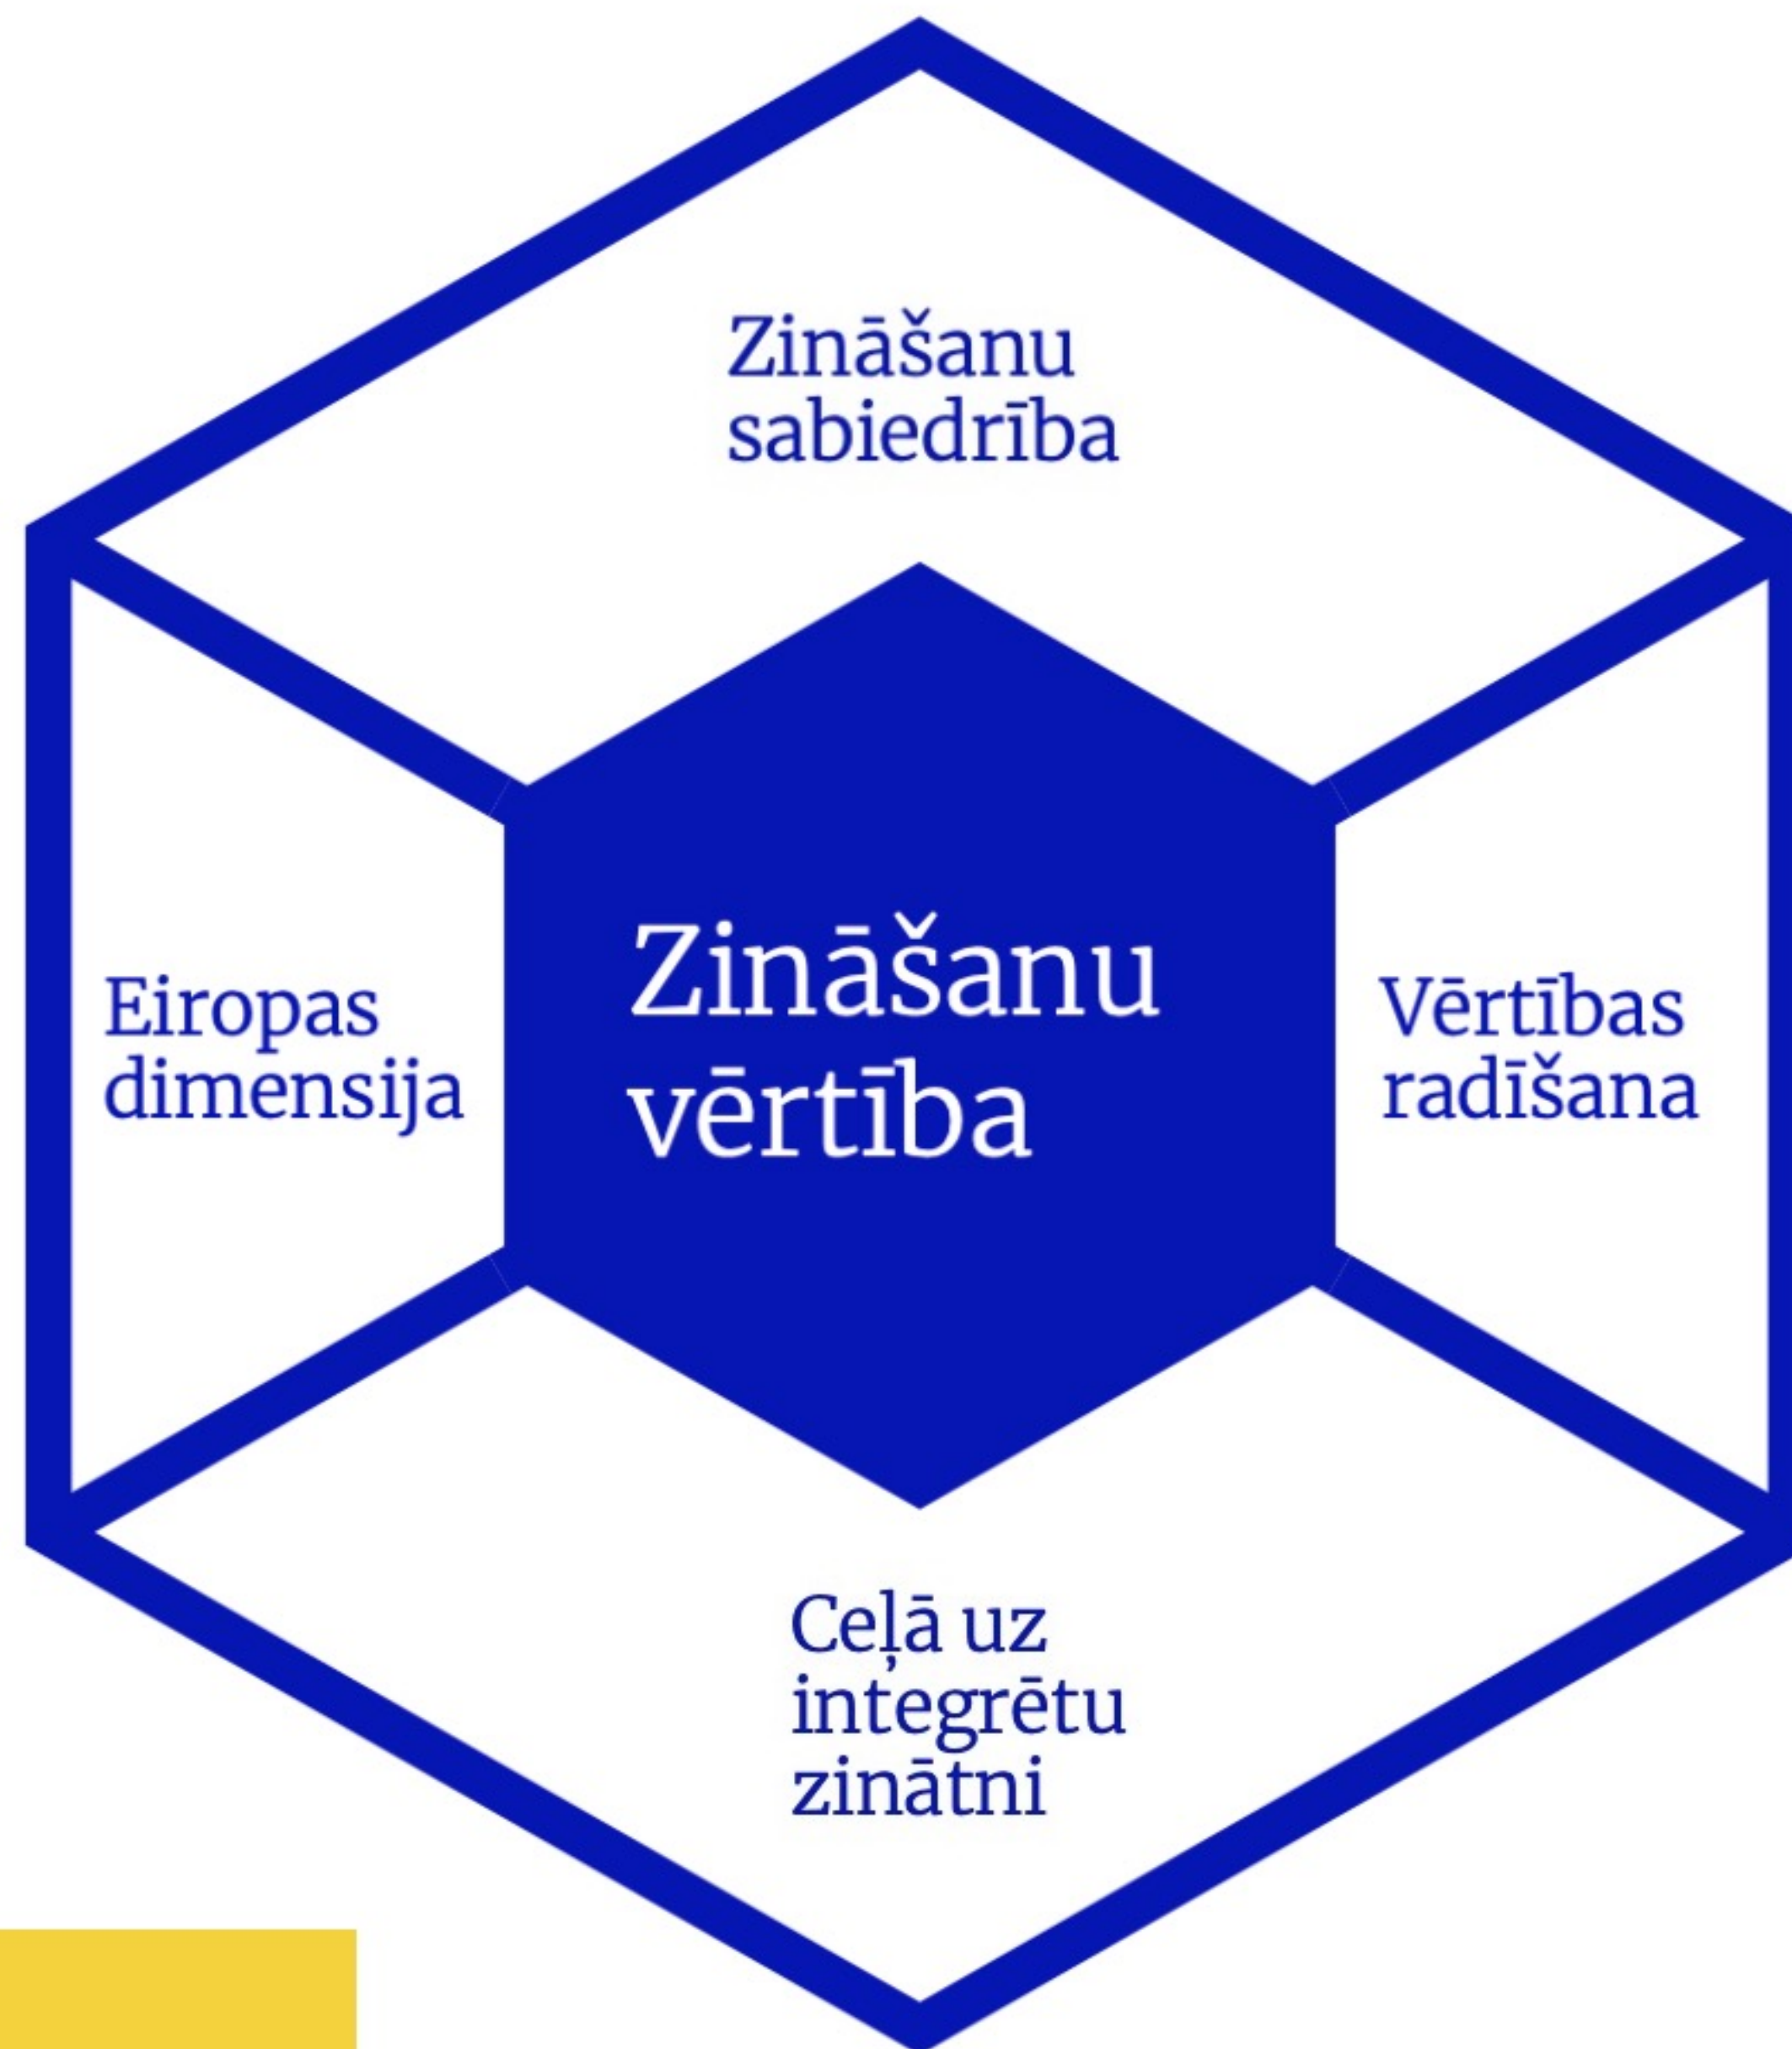 Zināšanu
sabiedrība
Eiropas
dimensija
Zināšanu
vērtība
Vērtības
radīšana
Ceļā uz
integrētu
zinātni